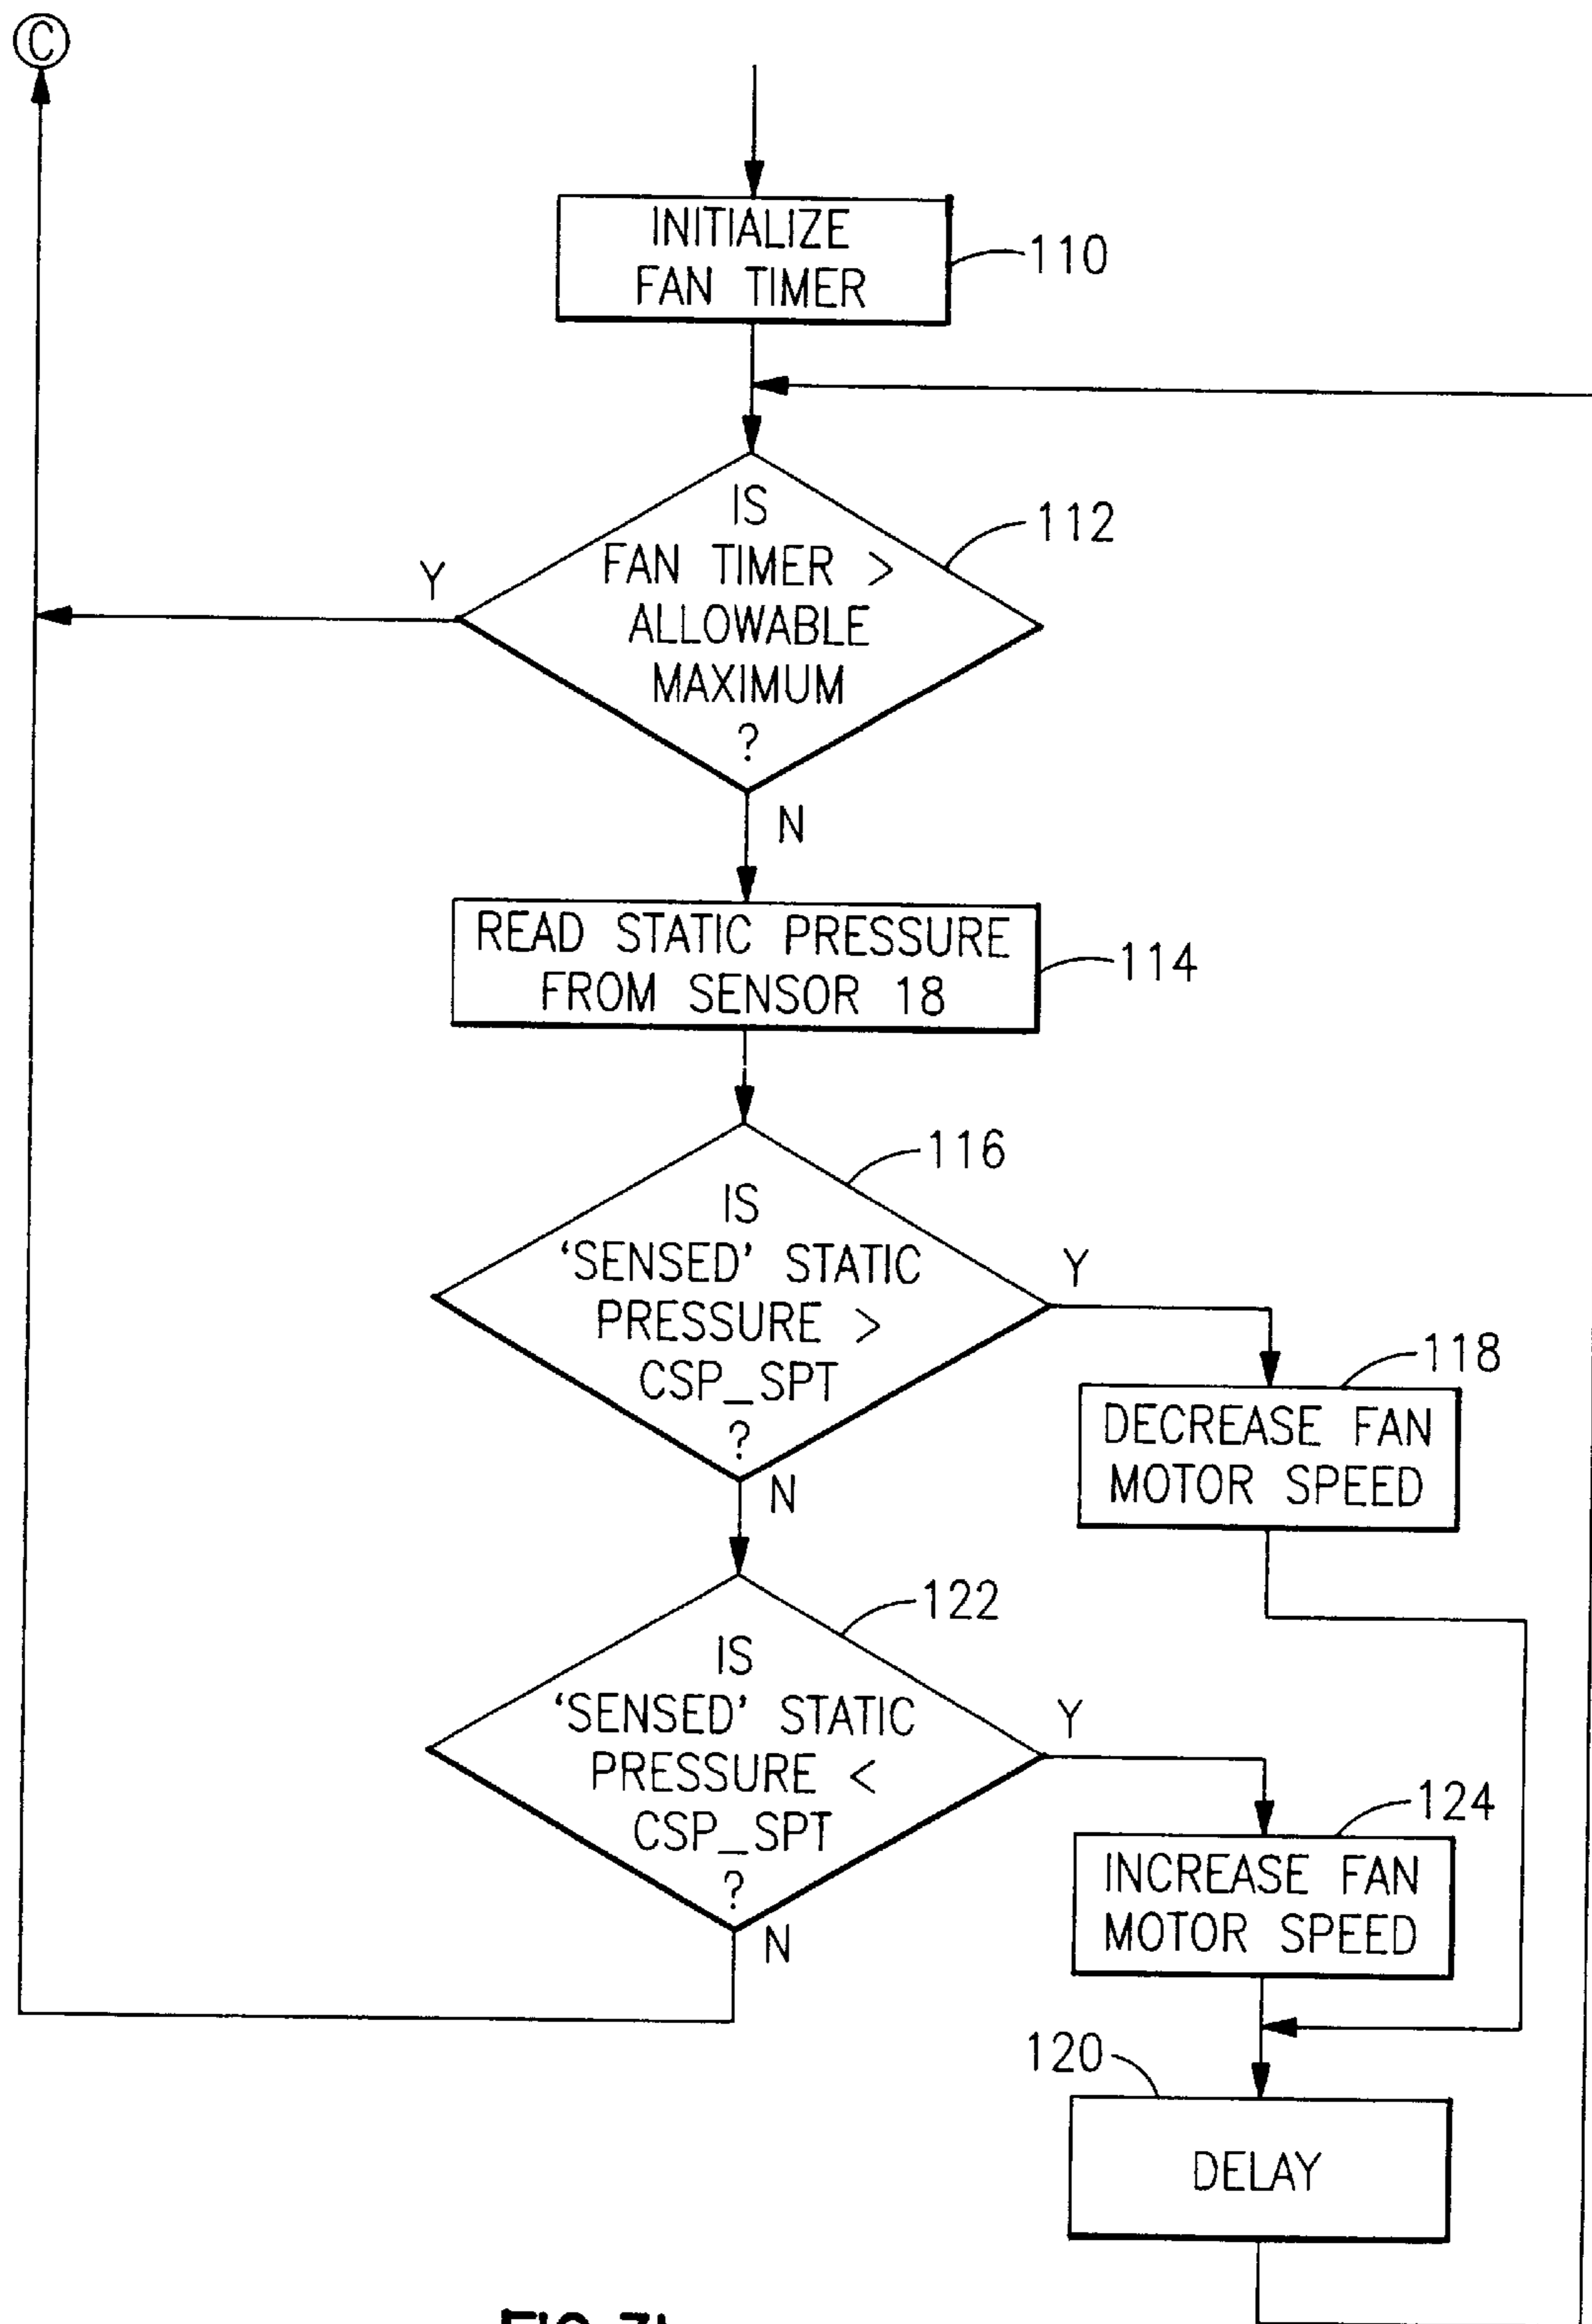 C
INITIALIZE
FAN TIMER
110
IS
FAN TIMER >
ALLOWABLE
MAXIMUM
?
112
Y
N
READ STATIC PRESSURE
FROM SENSOR 18
114
IS
‘SENSED’ STATIC
PRESSURE >
CSP_SPT
?
116
Y
N
118
DECREASE FAN
MOTOR SPEED
IS
‘SENSED’ STATIC
PRESSURE <
CSP_SPT
?
122
Y
N
124
INCREASE FAN
MOTOR SPEED
120
DELAY